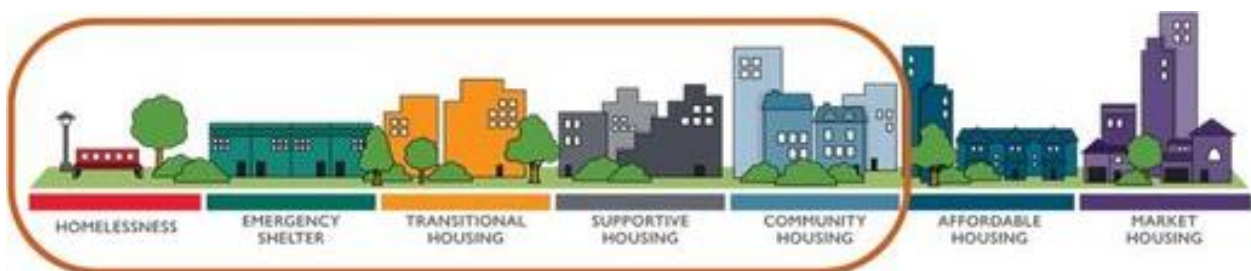 HOMELESSNESS
EMERGENCY
SHELTER
TRANSITIONAL
HOUSING
SUPPORTIVE
HOUSING
COMMUNITY
HOUSING
AFFORDABLE
HOUSING
MARKET
HOUSING